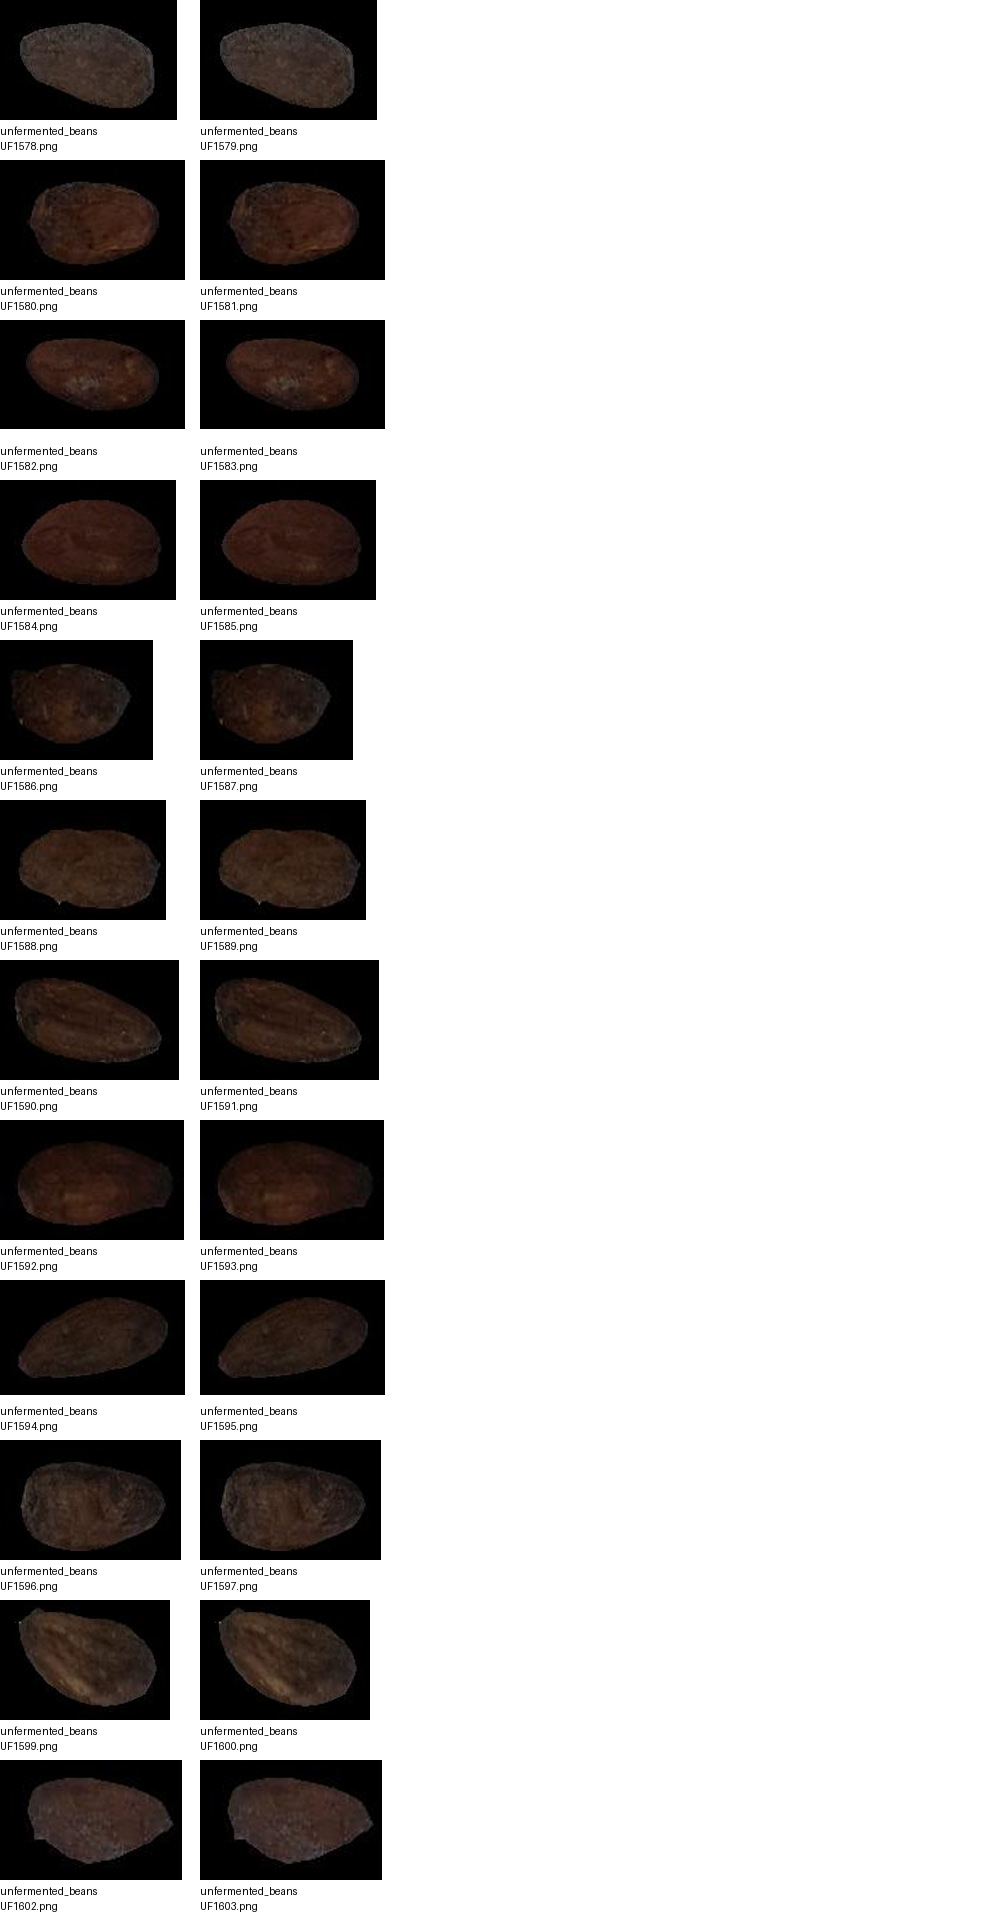 unfermented_beans unfermented_beans
UF1578.png UF1579.png
unfermented_beans unfermented_beans
UF1580.png UF1581.png
unfermented_beans unfermented_beans
UF1582.png UF1583.png
unfermented_beans unfermented_beans
UF1584.png UF1585.png
unfermented_beans unfermented_beans
UF1586.png UF1587.png
unfermented_beans unfermented_beans
UF1588.png UF1589.png
unfermented_beans unfermented_beans
UF1590.png UF1591.png
unfermented_beans unfermented_beans
UF1592.png UF1593.png
unfermented_beans unfermented_beans
UF1594.png UF1595.png
unfermented_beans unfermented_beans
UF1596.png UF1597.png
unfermented_beans unfermented_beans
UF1599.png UF1600.png
unfermented_beans unfermented_beans
UF1602.png UF1603.png